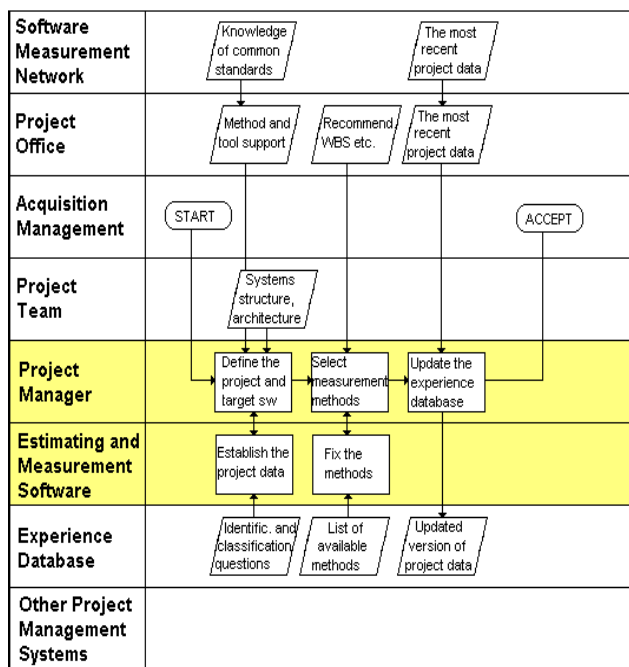 Software
Measurement
Network
Knowledge
of common
standards
The most
recent
project data
Project
Office
Method and
tool support
Recommend
WBS etc.
The most
recent
project data
Acquisition
Management
START
ACCEPT
Project
Team
Systems
structure,
architecture
Project
Manager
Define the
project and
target sw
Select
measurement
methods
Update the
experience
database
Estimating and
Measurement
Software
Establish the
project data
Fix the
methods
Experience
Database
Identific. and
classification
questions
List of
available
methods
Updated
version of
project data
Other Project
Management
Systems